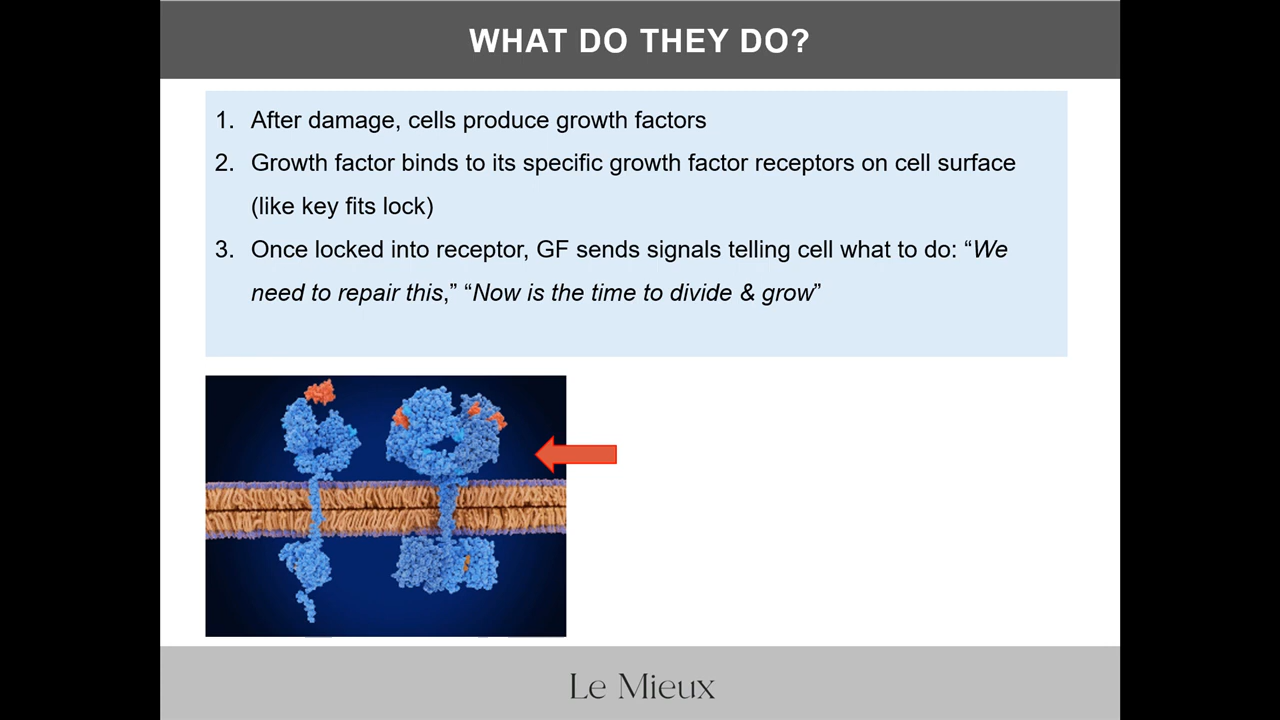 WHAT DO THEY DO?
1. After damage, cells produce growth factors
2. Growth factor binds to its specific growth factor receptors on cell surface
(like key fits lock)
3. Once locked into receptor, GF sends signals telling cell what to do: “We
need to repair this,” “Now is the time to divide & grow”
Le Mieux